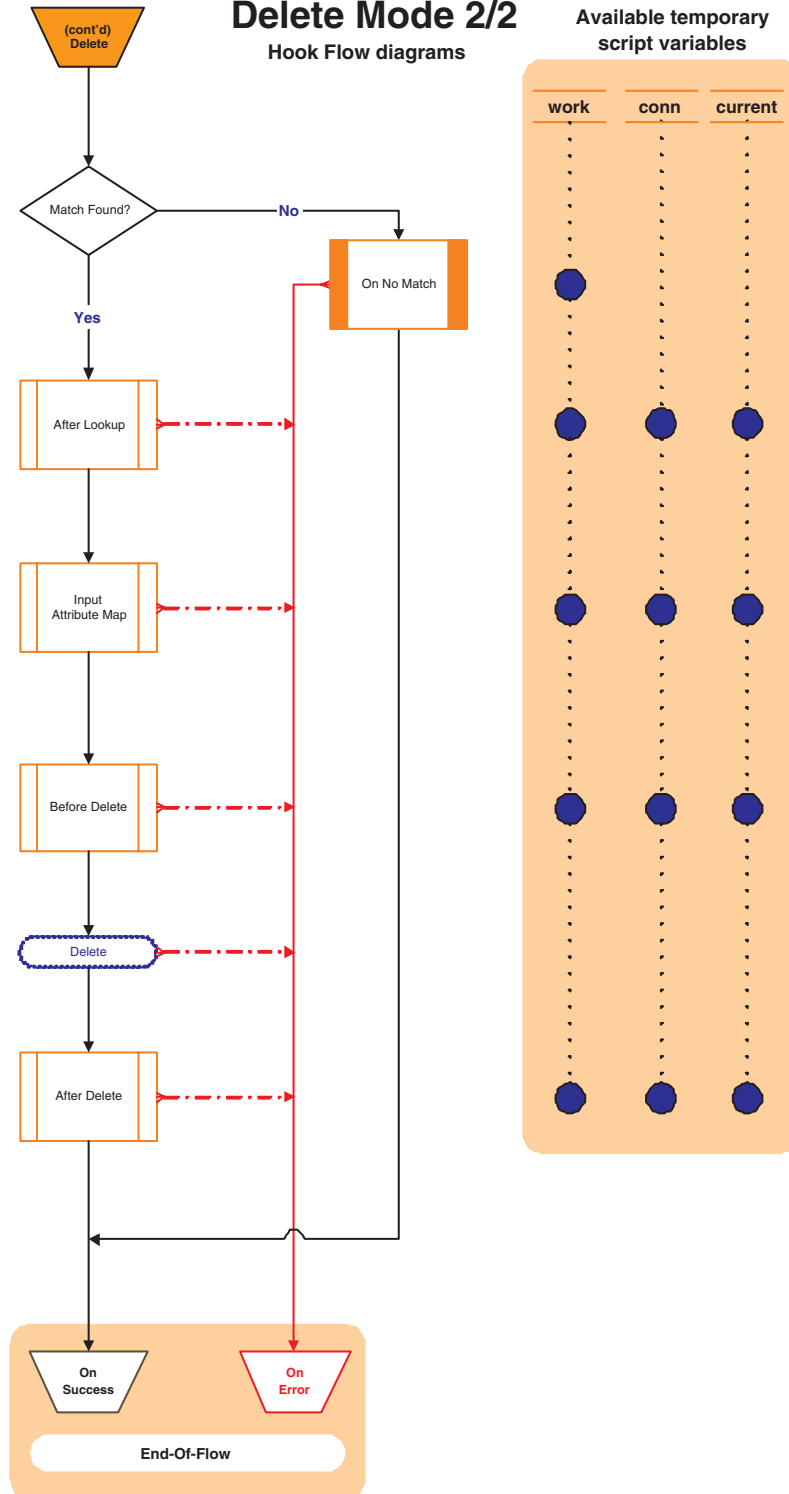 Delete Mode 2/2
Hook Flow diagrams
Available temporary
script variables
(cont'd)
Delete
work conn current
Match Found?
No
On No Match
Yes
After Lookup
Input
Attribute Map
Before Delete
Delete
After Delete
On
Success
On
Error
End-Of-Flow